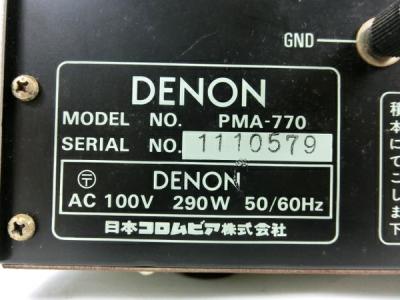 GND
DENON
MODEL NO. PMA-770
SERIAL NO. 1110579
〒
DENON
AC 100V 290W 50/60Hz
日本コロムビア株式会社